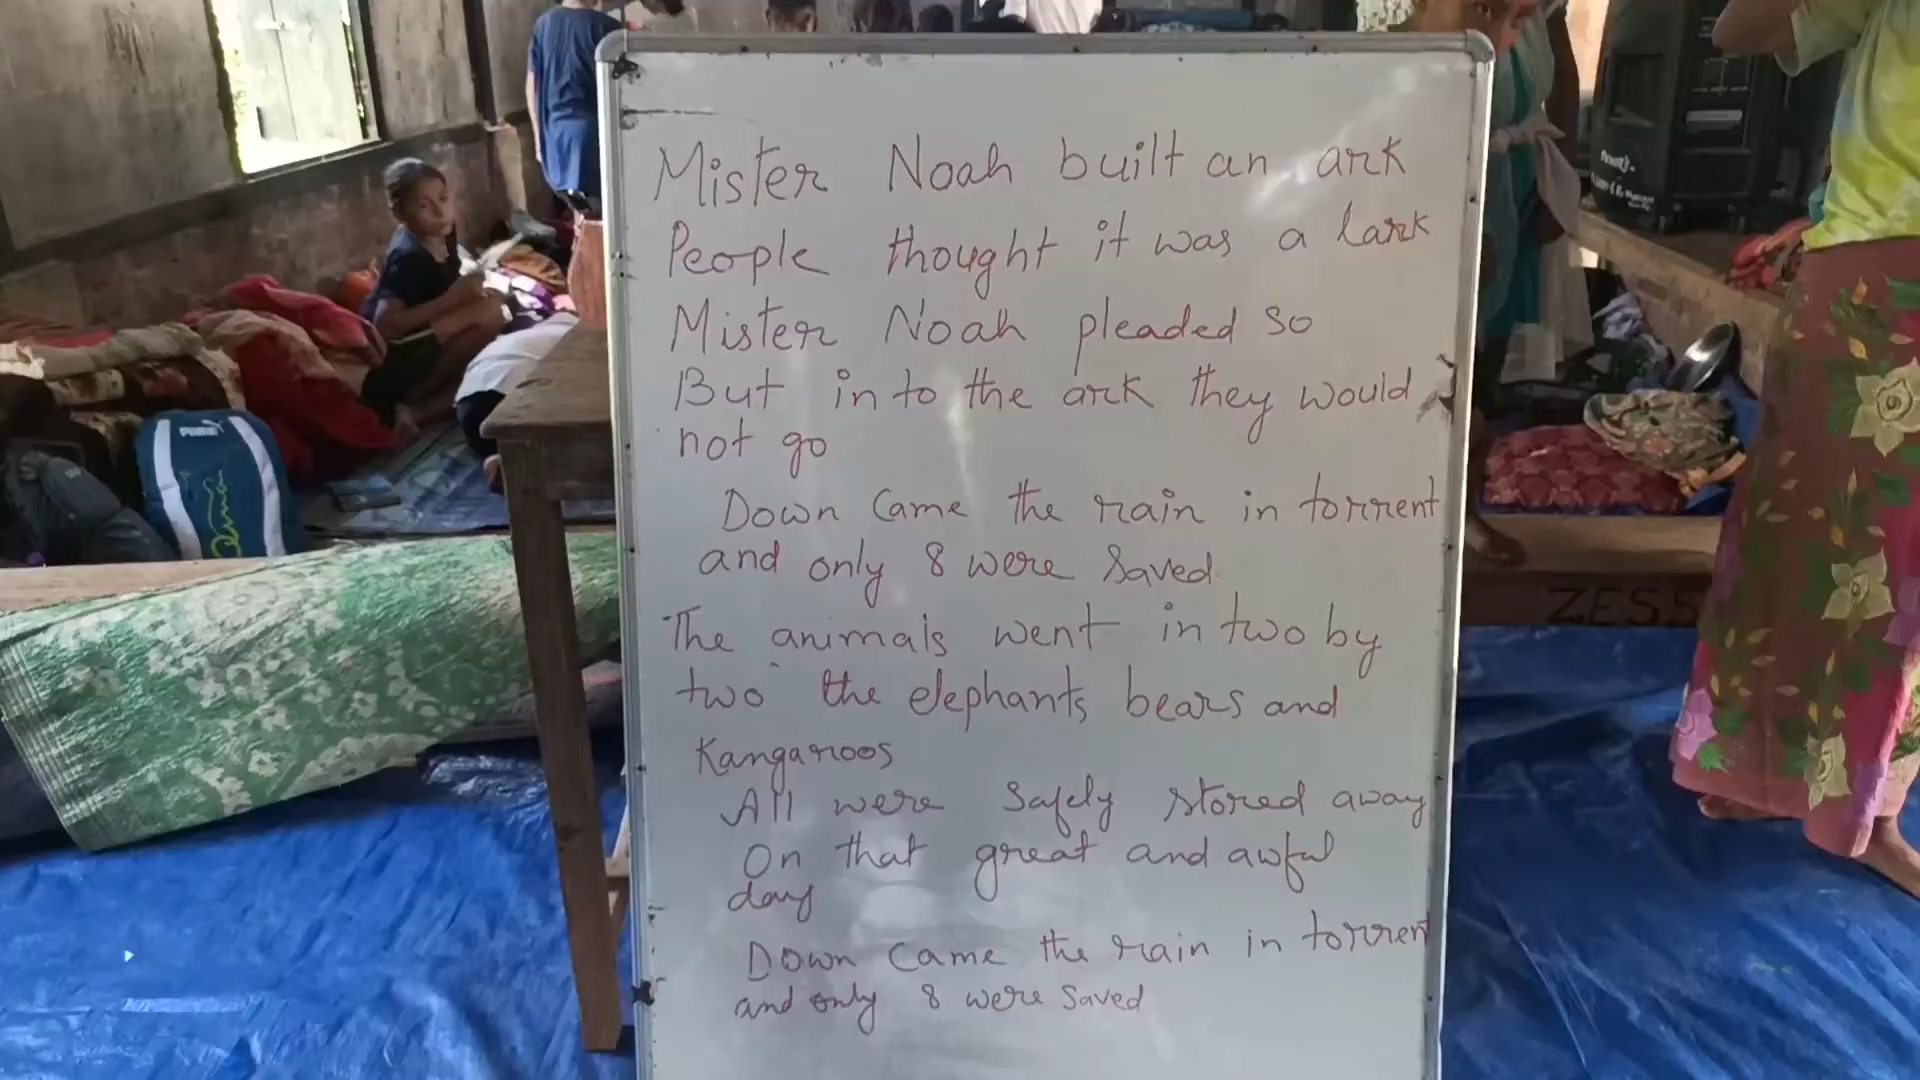 Mister Noah built an ark
People thought it was a lark
Mister Noah pleaded so
But in to the ark they would
not go
Down Came the rain in torrent
and only 8 were saved.
The animals went in two by
two the elephants, bears and
Kangaroos
All were Safely stored away
On that great and awful
day
Down Came the rain in torrent
and only 8 were saved
PUMA
ZESS